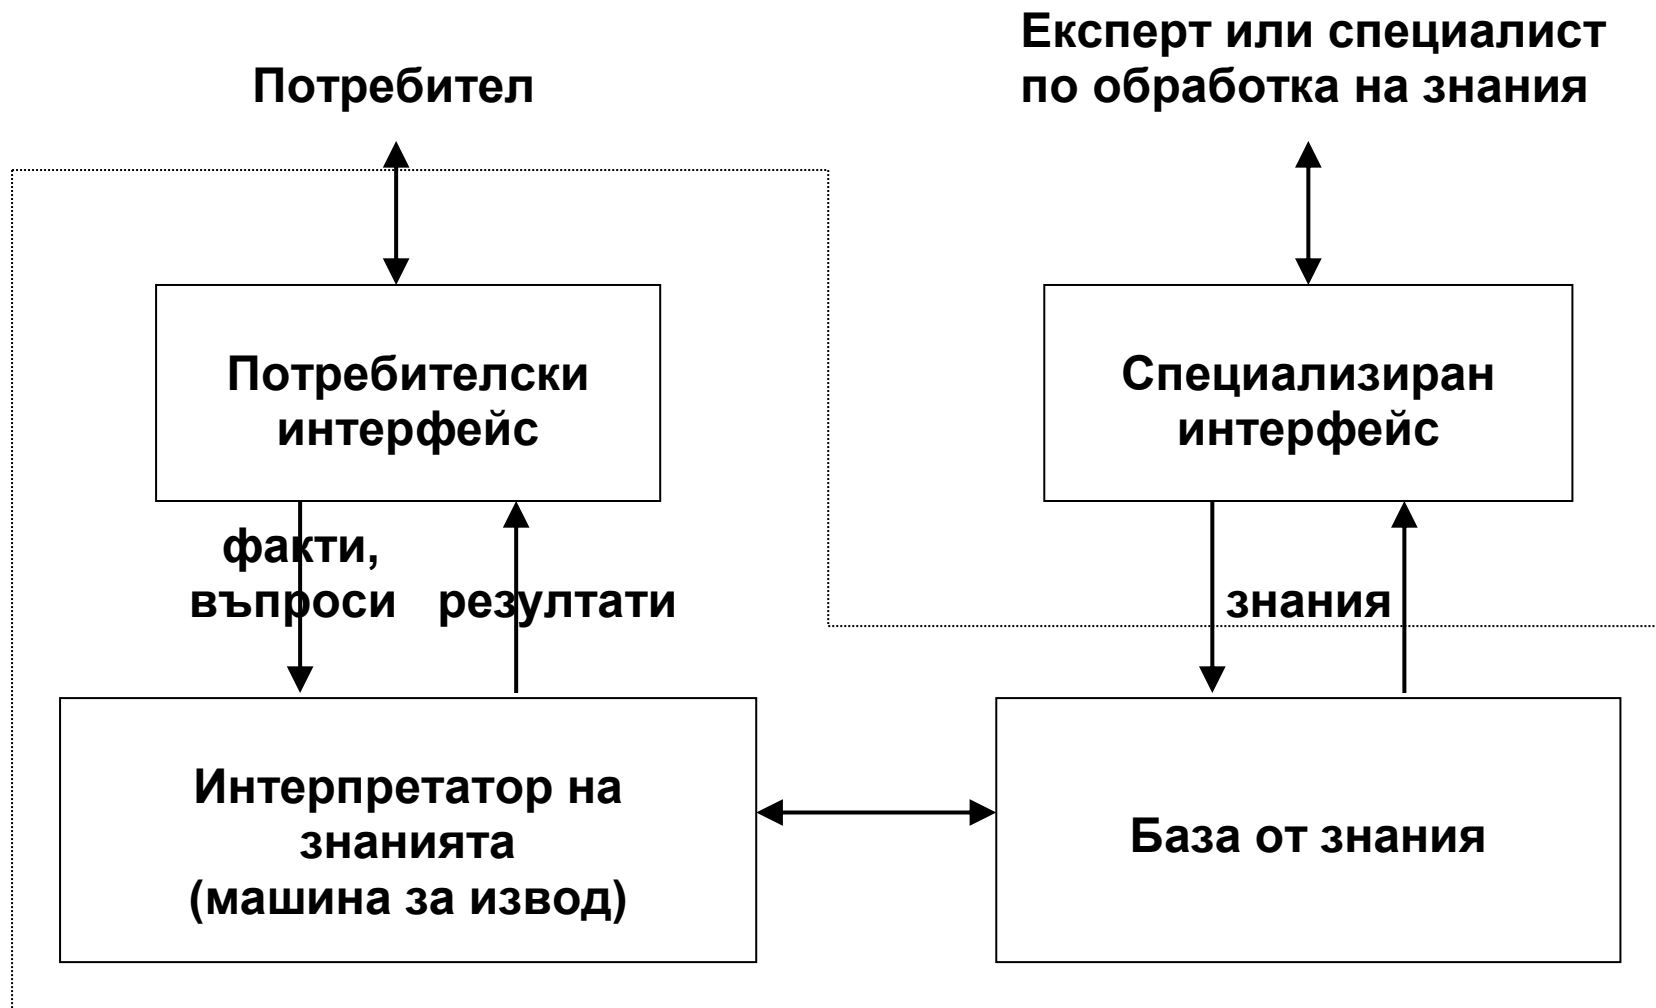 Потребител
Експерт или специалист
по обработка на знания
Потребителски
интерфейс
Специализиран
интерфейс
факти,
въпроси
резултати
знания
Интерпретатор на
знанията
(машина за извод)
База от знания